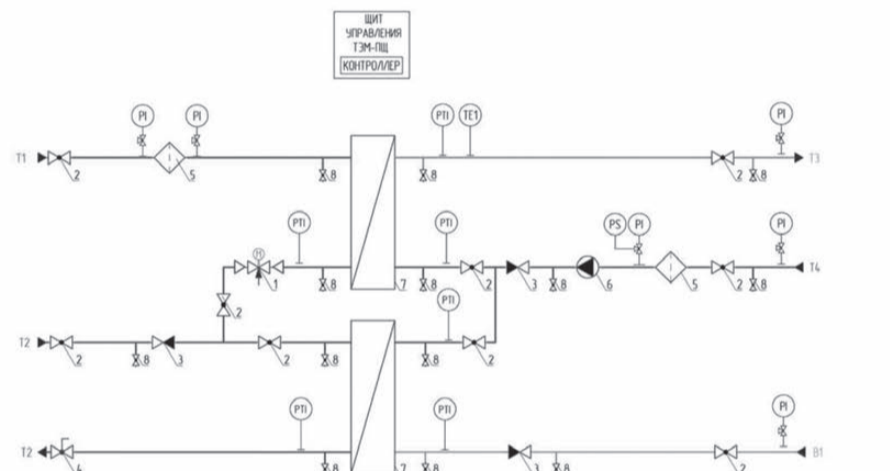 ЩИТ
УПРАВЛЕНИЯ
ТЭМ-ПЩ
КОНТРОЛЛЕР
PI PI PTI TE1 PI
T1 2 5 8 8 2 8 T3
PTI PTI PS PI PI
M
1 8 7 8 2 3 8 6 5 2 8 T4
2 PTI
T2 2 8 3 2 8 8 2
PTI PTI PI
T2 4 8 7 8 3 8 2 B1